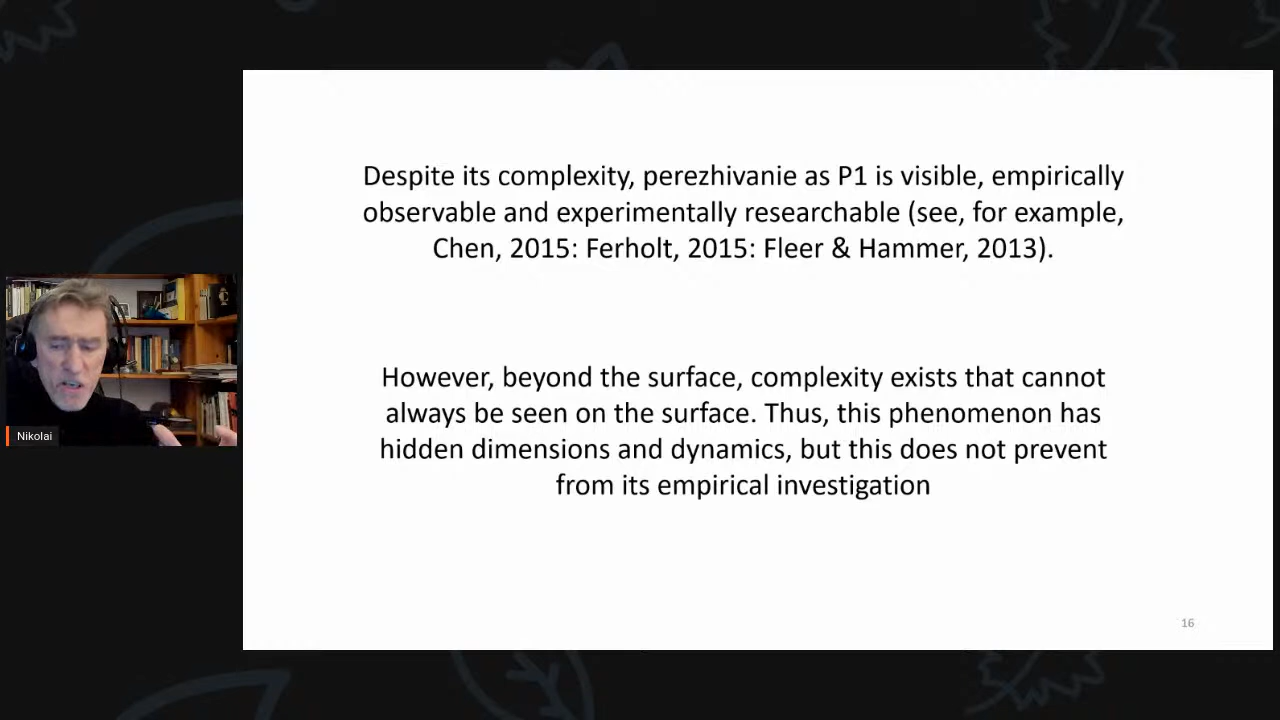 Despite its complexity, perezhivanie as P1 is visible, empirically
observable and experimentally researchable (see, for example,
Chen, 2015: Ferholt, 2015: Fleer & Hammer, 2013).
However, beyond the surface, complexity exists that cannot
always be seen on the surface. Thus, this phenomenon has
hidden dimensions and dynamics, but this does not prevent
from its empirical investigation
Nikolai
16